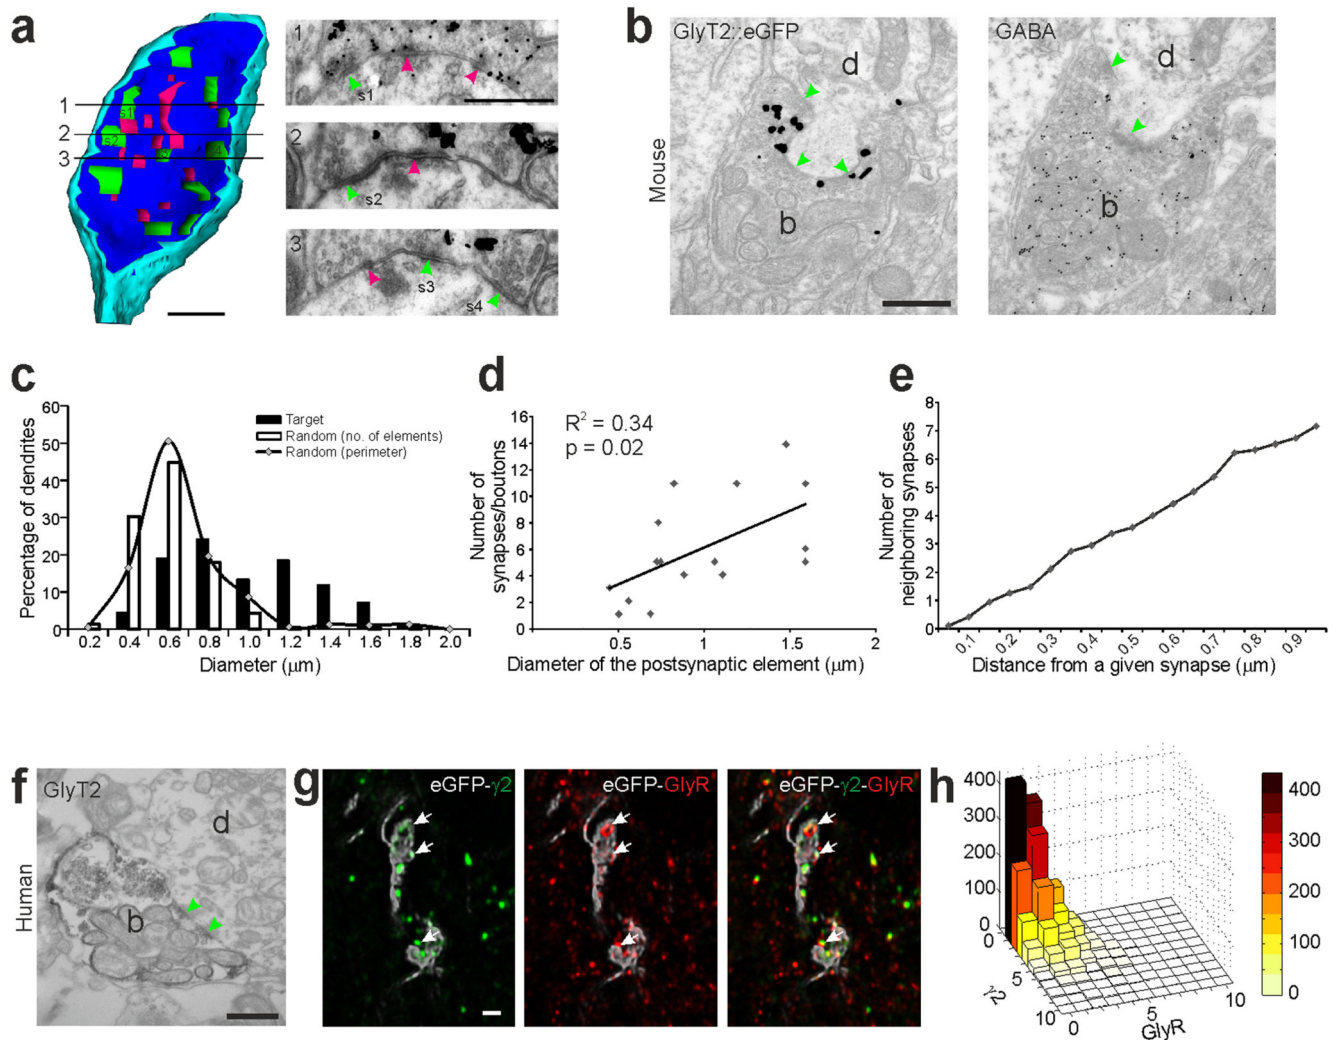 a
1
2
3
s1
s2
1
s1
2
s2
3
s3
s4
b
Mouse
GlyT2::eGFP
d
b
GABA
d
b
c
Percentage of dendrites
60
50
40
30
20
10
0
Target
Random (no. of elements)
Random (perimeter)
0.2 0.4 0.6 0.8 1.0 1.2 1.4 1.6 1.8 2.0
Diameter (μm)
d
Number of
synapses/boutons
16
14
12
10
8
6
4
2
0
R² = 0.34
p = 0.02
0.5 1 1.5 2
Diameter of the postsynaptic element (μm)
e
Number of
neighboring synapses
8
7
6
5
4
3
2
1
0
0.1 0.2 0.3 0.4 0.5 0.6 0.7 0.8 0.9
Distance from a given synapse (μm)
f
Human
GlyT2
d
b
g
eGFP-γ2
eGFP-GlyR
eGFP-γ2-GlyR
h
400
300
200
100
0
0
5
10
γ2
0
5
10
GlyR
400
300
200
100
0